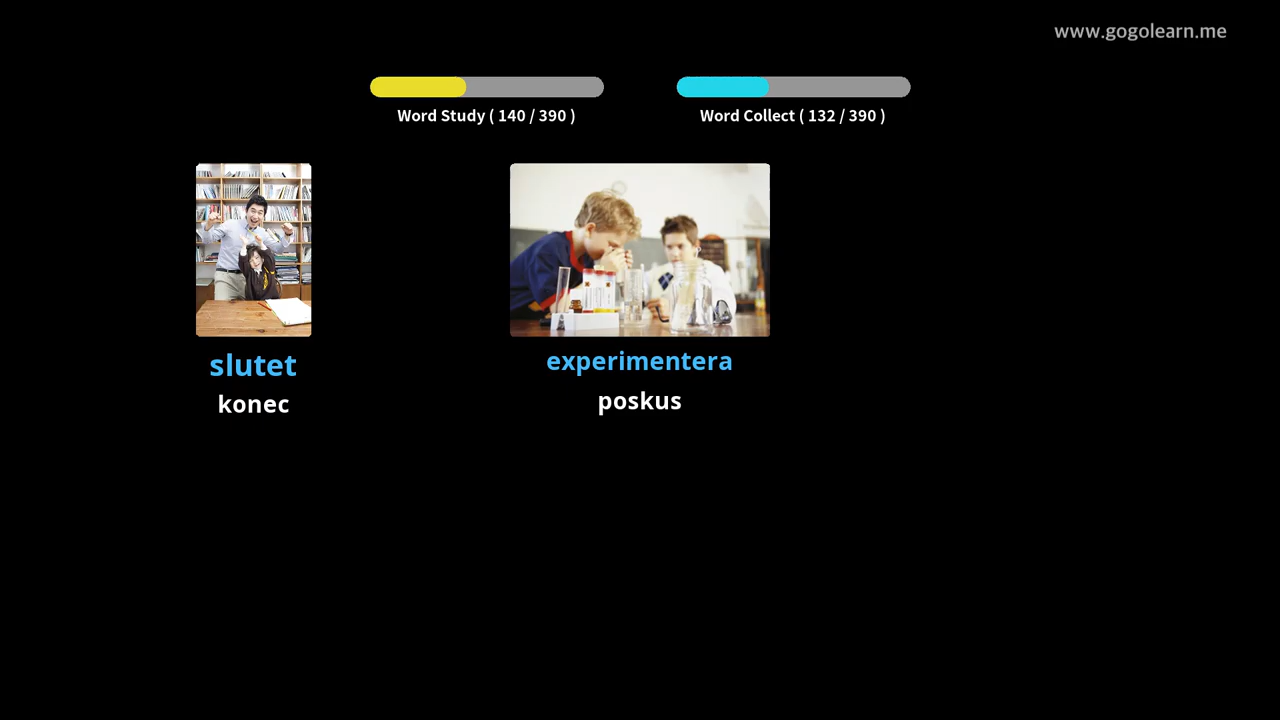 www.gogolearn.me
Word Study ( 140 / 390 )
Word Collect ( 132 / 390 )
slutet
konec
experimentera
poskus